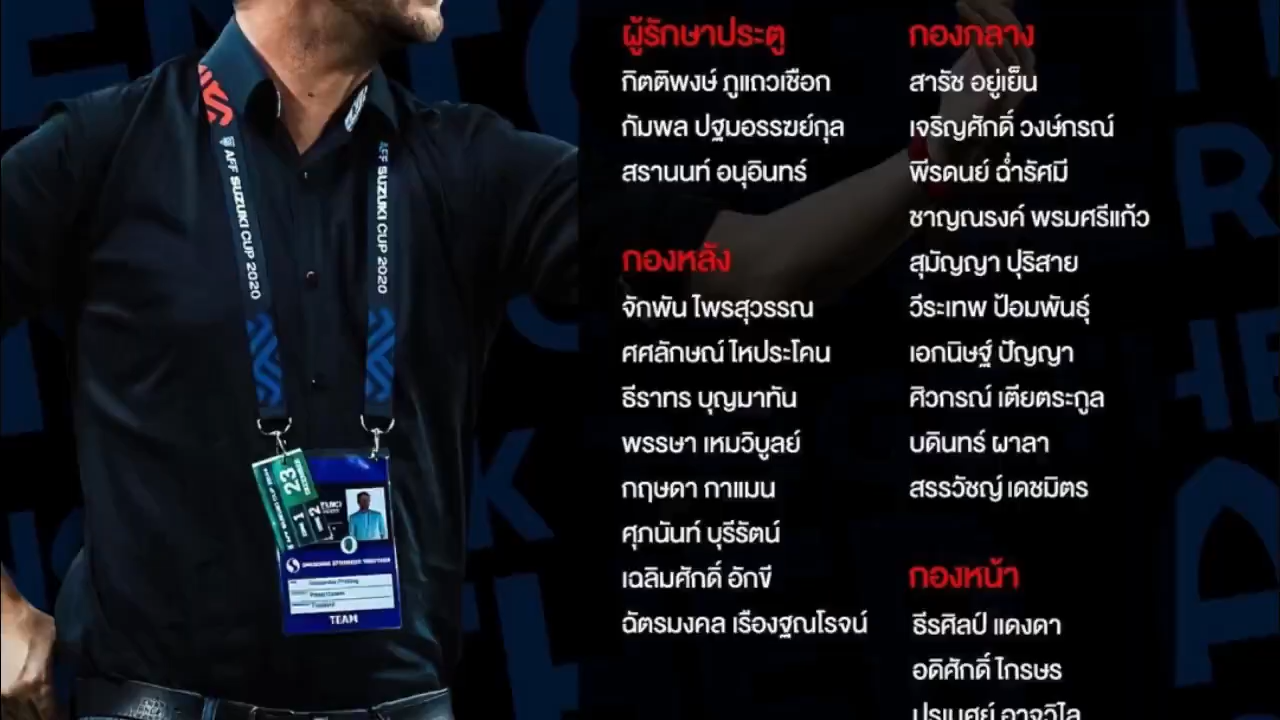 ผู้รักษาประตู
กิตติพงษ์ ภูแถวเชือก
กัมพล ปฐมอรรฆย์กุล
สรานนท์ อนุอินทร์
กองหลัง
จักพัน ไพรสุวรรณ
ศศลักษณ์ ไหประโคน
ธีราทร บุญมาทัน
พรรษา เหมวิบูลย์
กฤษดา กาแมน
ศุภนันท์ บุรีรัตน์
เฉลิมศักดิ์ อักขี
ฉัตรมงคล เรืองฐณโรจน์
กองกลาง
สารัช อยู่เย็น
เจริญศักดิ์ วงษ์กรณ์
พีรดนย์ ฉ่ำรัศมี
ชาญณรงค์ พรมศรีแก้ว
สุมัญญา ปุริสาย
วีระเทพ ป้อมพันธุ์
เอกนิษฐ์ ปัญญา
ศิวกรณ์ เตียตระกูล
บดินทร์ ผาลา
สรรวัชญ์ เดชมิตร
กองหน้า
ธีรศิลป์ แดงดา
อดิศักดิ์ ไกรษร
ปรเมศย์ อาจวิไล
AFF SUZUKI CUP 2020
AFF SUZUKI CUP 2020
23
TEAM